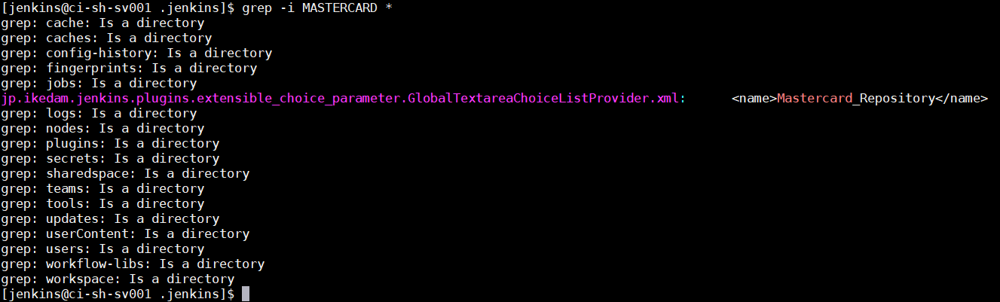 [jenkins@ci-sh-sv001 .jenkins]$ grep -i MASTERCARD *
grep: cache: Is a directory
grep: caches: Is a directory
grep: config-history: Is a directory
grep: fingerprints: Is a directory
grep: jobs: Is a directory
jp.ikedam.jenkins.plugins.extensible_choice_parameter.GlobalTextareaChoiceListProvider.xml:      <name>Mastercard_Repository</name>
grep: logs: Is a directory
grep: nodes: Is a directory
grep: plugins: Is a directory
grep: secrets: Is a directory
grep: sharedspace: Is a directory
grep: teams: Is a directory
grep: tools: Is a directory
grep: updates: Is a directory
grep: userContent: Is a directory
grep: users: Is a directory
grep: workflow-libs: Is a directory
grep: workspace: Is a directory
[jenkins@ci-sh-sv001 .jenkins]$